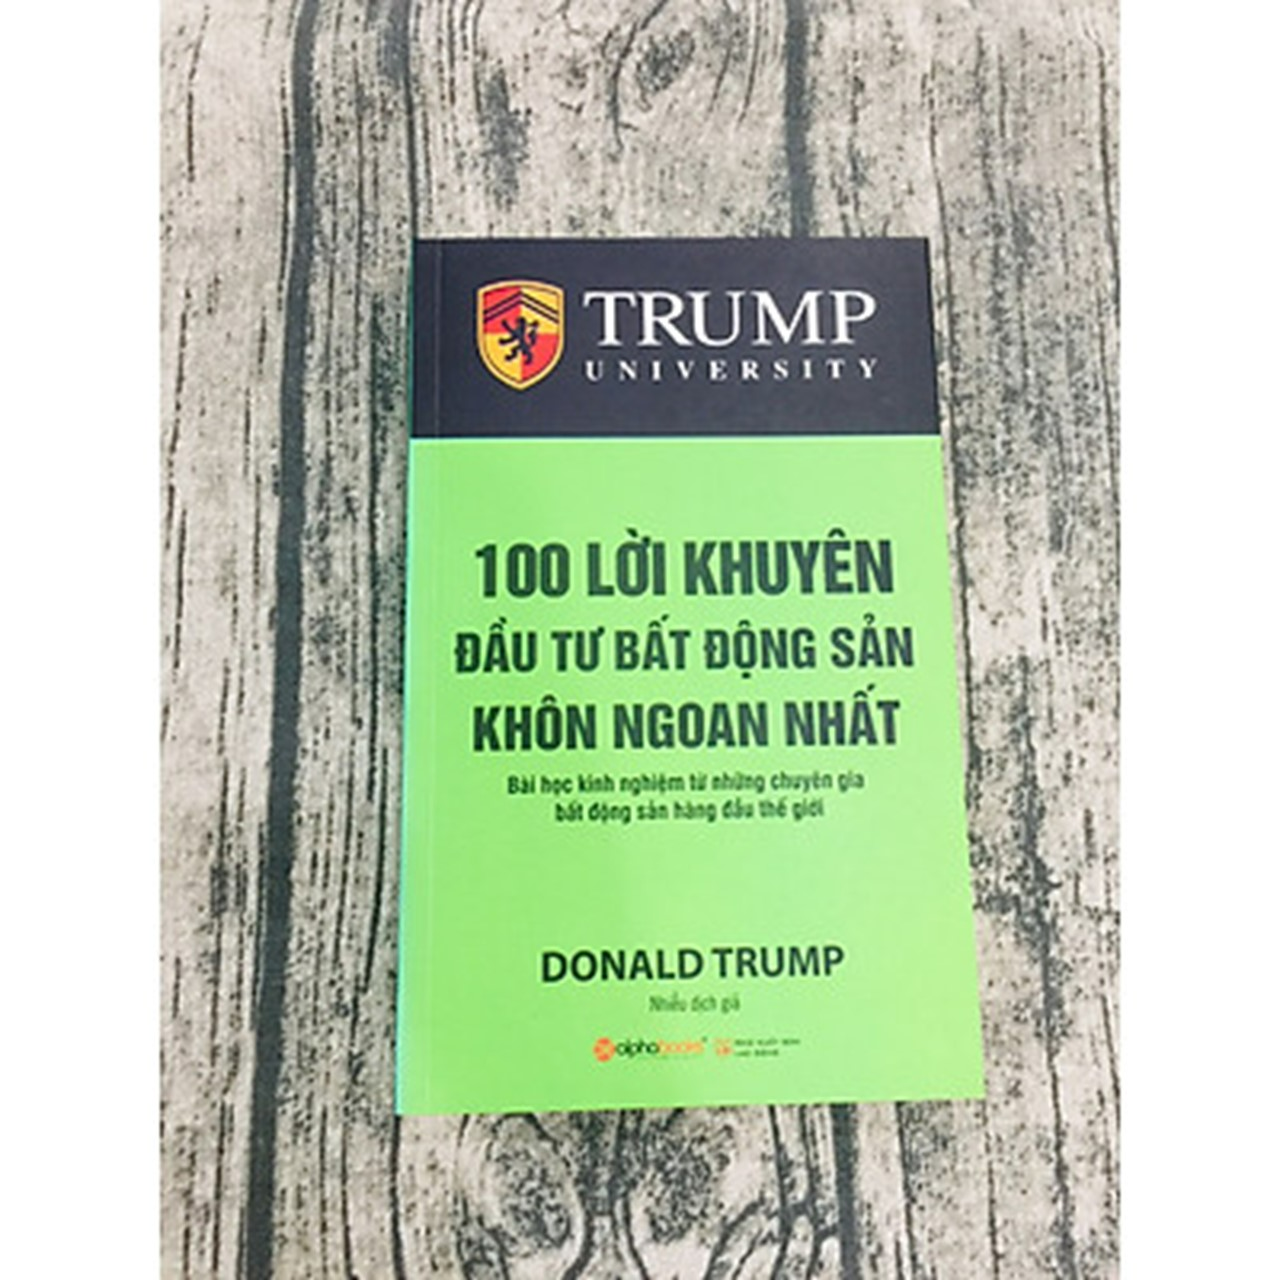 TRUMP
UNIVERSITY
100 LỜI KHUYÊN
ĐẦU TƯ BẤT ĐỘNG SẢN
KHÔN NGOAN NHẤT
Bài học kinh nghiệm từ những chuyên gia
bất động sản hàng đầu thế giới
DONALD TRUMP
Nhiều dịch giả
alphabooks